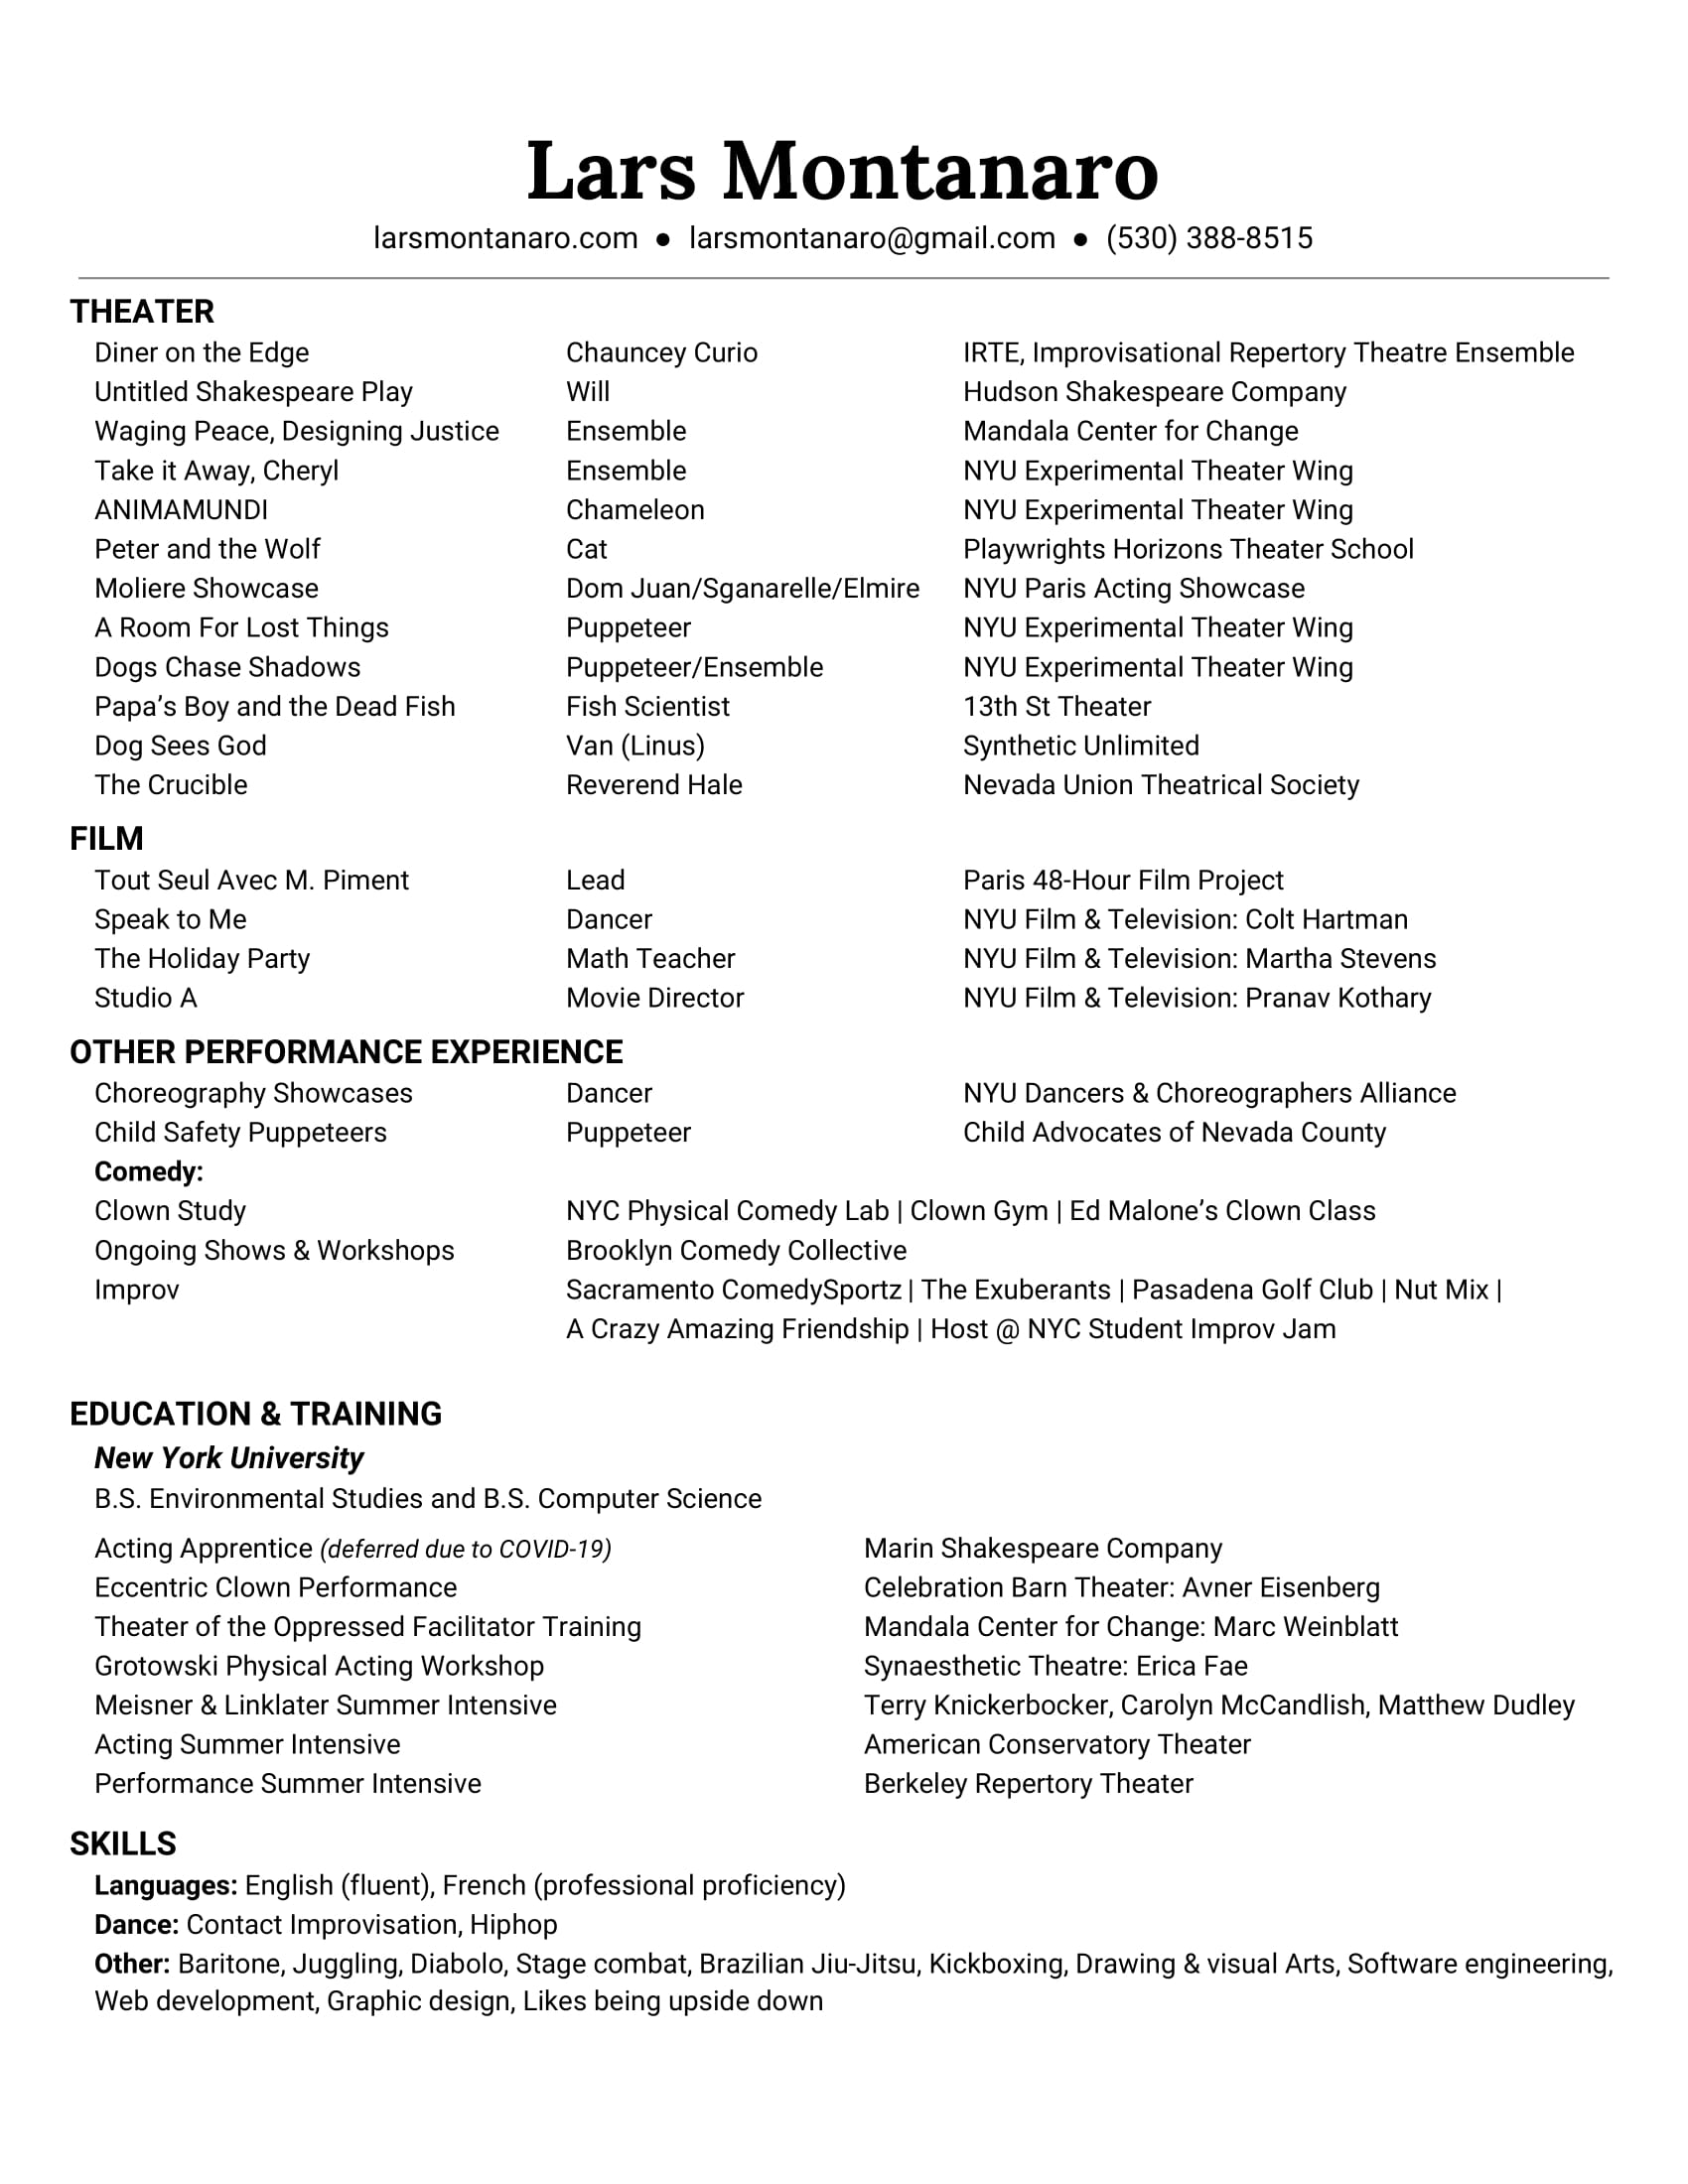 Lars Montanaro
larsmontanaro.com ● larsmontanaro@gmail.com ● (530) 388-8515
THEATER
Diner on the Edge Chauncey Curio IRTE, Improvisational Repertory Theatre Ensemble
Untitled Shakespeare Play Will Hudson Shakespeare Company
Waging Peace, Designing Justice Ensemble Mandala Center for Change
Take it Away, Cheryl Ensemble NYU Experimental Theater Wing
ANIMAMUNDI Chameleon NYU Experimental Theater Wing
Peter and the Wolf Cat Playwrights Horizons Theater School
Moliere Showcase Dom Juan/Sganarelle/Elmire NYU Paris Acting Showcase
A Room For Lost Things Puppeteer NYU Experimental Theater Wing
Dogs Chase Shadows Puppeteer/Ensemble NYU Experimental Theater Wing
Papa’s Boy and the Dead Fish Fish Scientist 13th St Theater
Dog Sees God Van (Linus) Synthetic Unlimited
The Crucible Reverend Hale Nevada Union Theatrical Society
FILM
Tout Seul Avec M. Piment Lead Paris 48-Hour Film Project
Speak to Me Dancer NYU Film & Television: Colt Hartman
The Holiday Party Math Teacher NYU Film & Television: Martha Stevens
Studio A Movie Director NYU Film & Television: Pranav Kothary
OTHER PERFORMANCE EXPERIENCE
Choreography Showcases Dancer NYU Dancers & Choreographers Alliance
Child Safety Puppeteers Puppeteer Child Advocates of Nevada County
Comedy:
Clown Study NYC Physical Comedy Lab | Clown Gym | Ed Malone’s Clown Class
Ongoing Shows & Workshops Brooklyn Comedy Collective
Improv Sacramento ComedySportz | The Exuberants | Pasadena Golf Club | Nut Mix |
A Crazy Amazing Friendship | Host @ NYC Student Improv Jam
EDUCATION & TRAINING
New York University
B.S. Environmental Studies and B.S. Computer Science
Acting Apprentice (deferred due to COVID-19) Marin Shakespeare Company
Eccentric Clown Performance Celebration Barn Theater: Avner Eisenberg
Theater of the Oppressed Facilitator Training Mandala Center for Change: Marc Weinblatt
Grotowski Physical Acting Workshop Synaesthetic Theatre: Erica Fae
Meisner & Linklater Summer Intensive Terry Knickerbocker, Carolyn McCandlish, Matthew Dudley
Acting Summer Intensive American Conservatory Theater
Performance Summer Intensive Berkeley Repertory Theater
SKILLS
Languages: English (fluent), French (professional proficiency)
Dance: Contact Improvisation, Hiphop
Other: Baritone, Juggling, Diabolo, Stage combat, Brazilian Jiu-Jitsu, Kickboxing, Drawing & visual Arts, Software engineering,
Web development, Graphic design, Likes being upside down